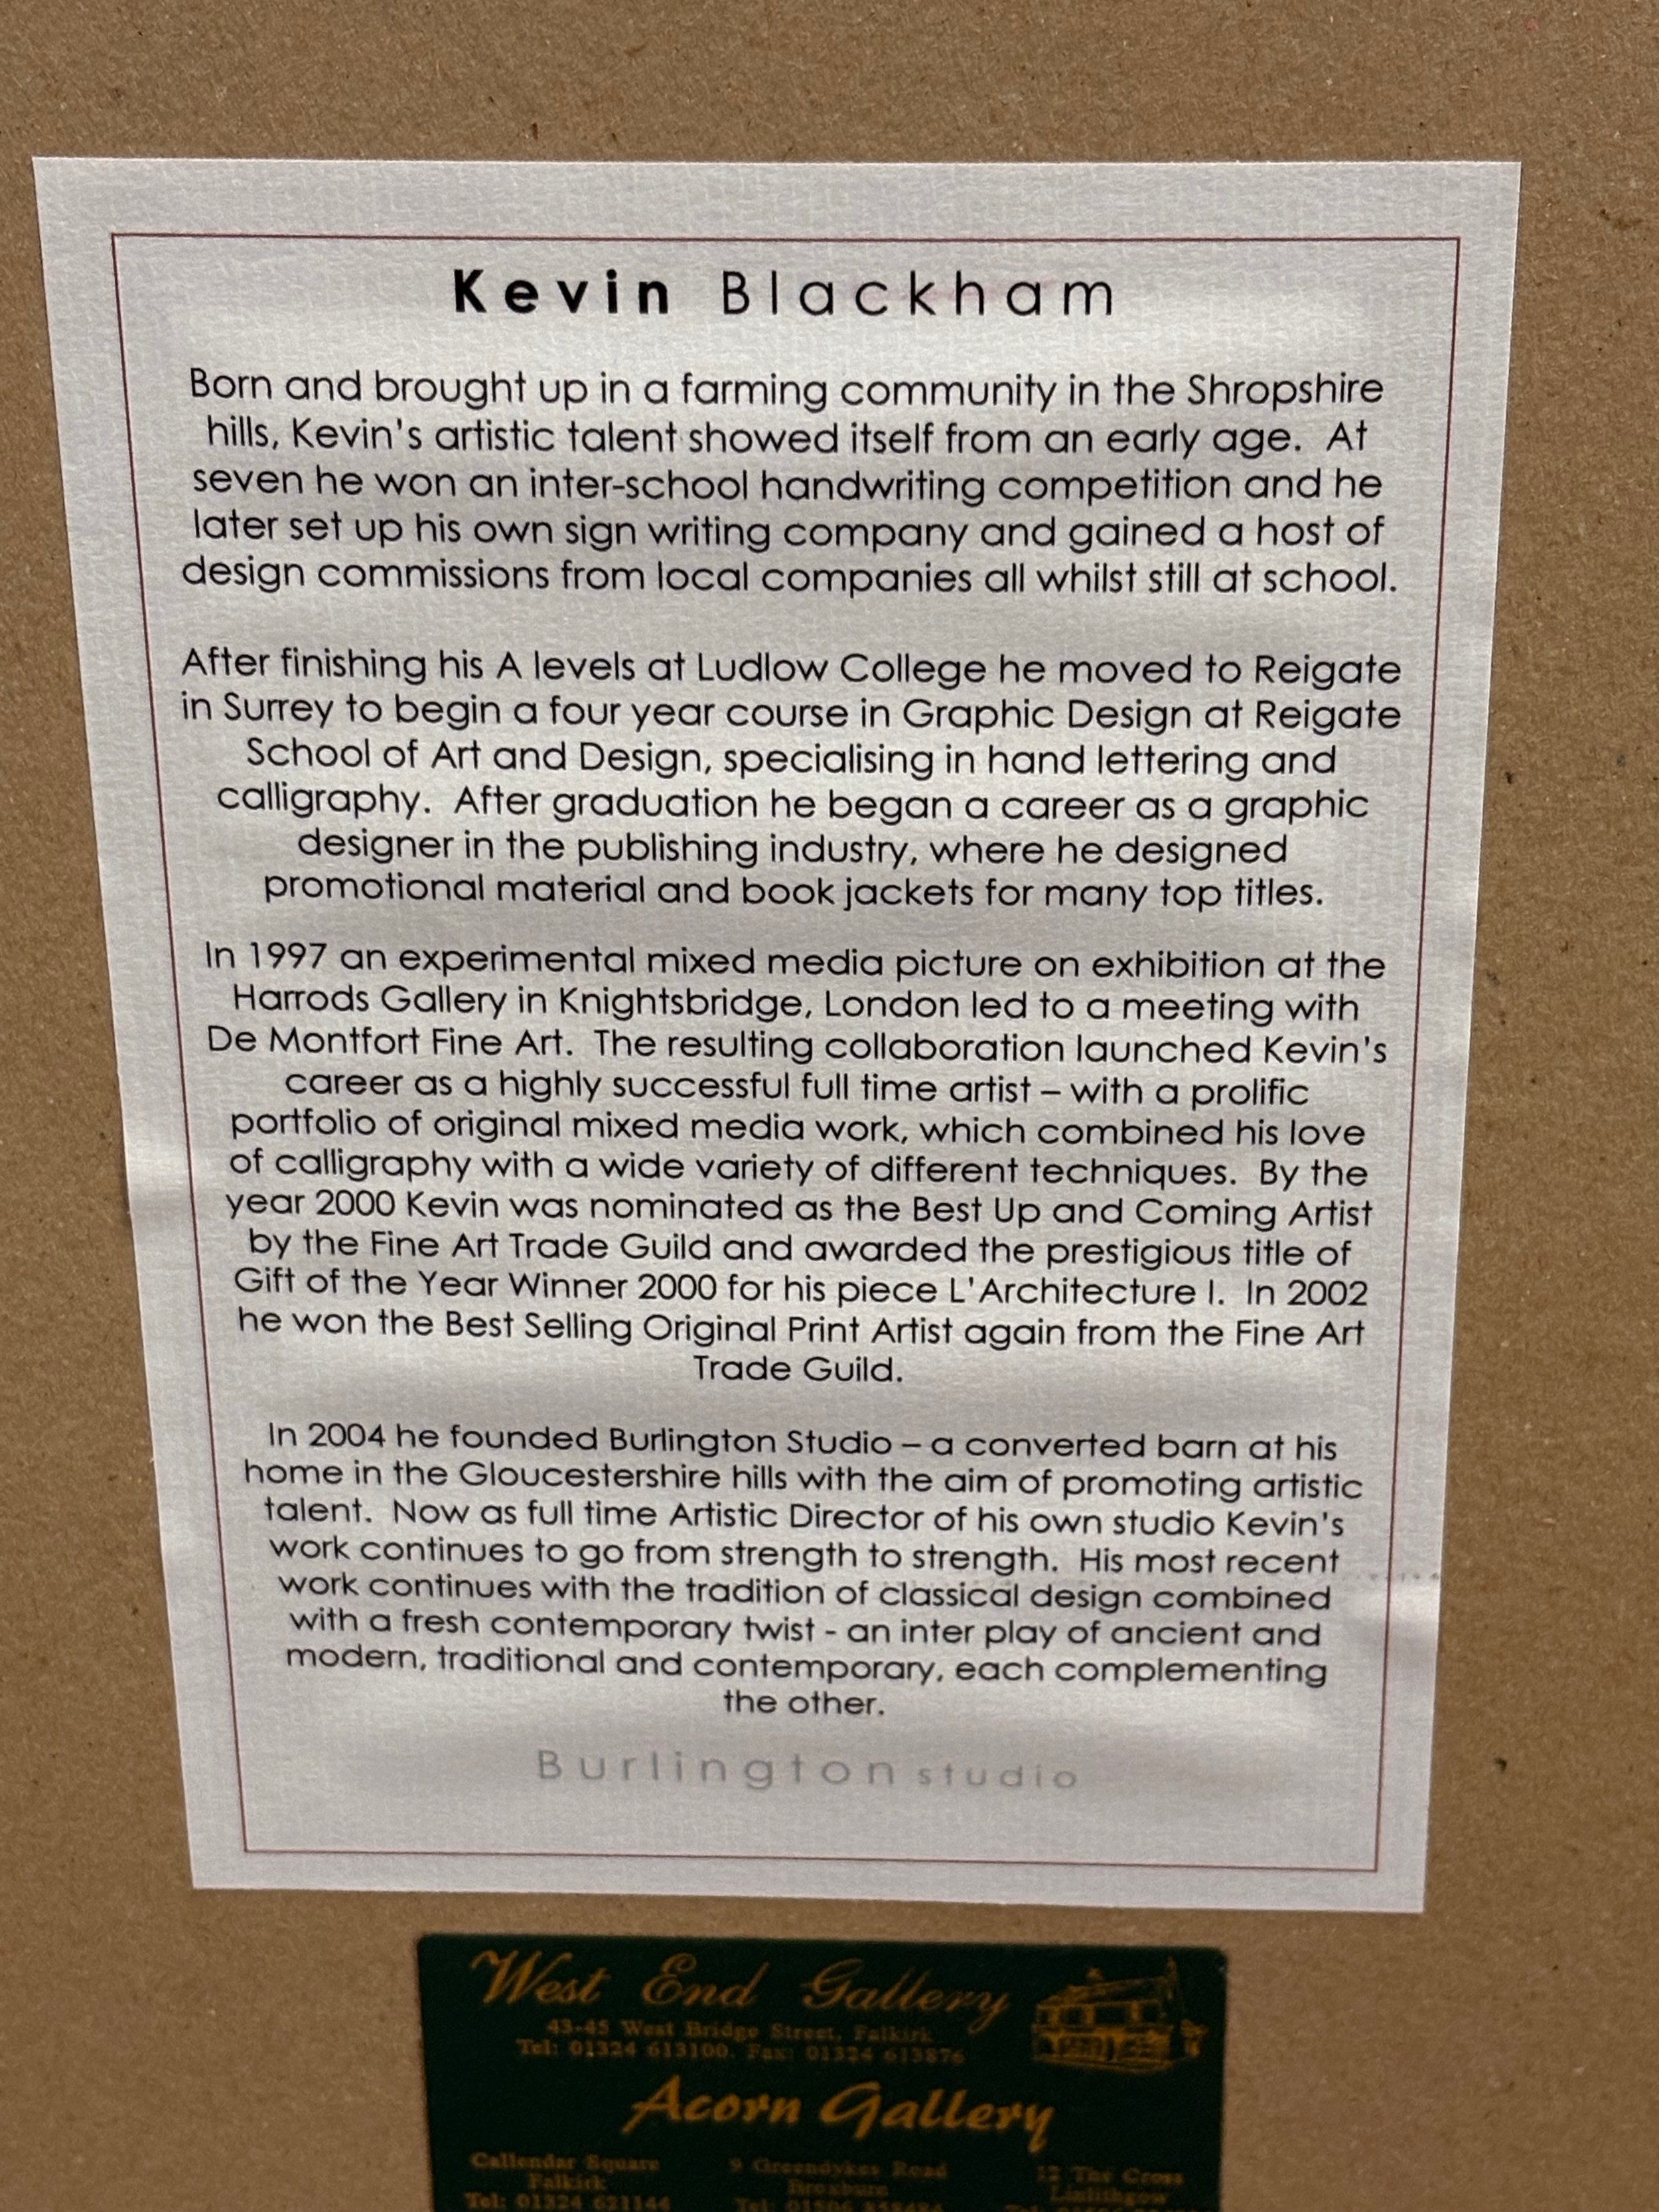 Kevin Blackham
Born and brought up in a farming community in the Shropshire
hills, Kevin's artistic talent showed itself from an early age. At
seven he won an inter-school handwriting competition and he
later set up his own sign writing company and gained a host of
design commissions from local companies all whilst still at school.
After finishing his A levels at Ludlow College he moved to Reigate
in Surrey to begin a four year course in Graphic Design at Reigate
School of Art and Design, specialising in hand lettering and
calligraphy. After graduation he began a career as a graphic
designer in the publishing industry, where he designed
promotional material and book jackets for many top titles.
In 1997 an experimental mixed media picture on exhibition at the
Harrods Gallery in Knightsbridge, London led to a meeting with
De Montfort Fine Art. The resulting collaboration launched Kevin's
career as a highly successful full time artist – with a prolific
portfolio of original mixed media work, which combined his love
of calligraphy with a wide variety of different techniques. By the
year 2000 Kevin was nominated as the Best Up and Coming Artist
by the Fine Art Trade Guild and awarded the prestigious title of
Gift of the Year Winner 2000 for his piece L'Architecture I. In 2002
he won the Best Selling Original Print Artist again from the Fine Art
Trade Guild.
In 2004 he founded Burlington Studio – a converted barn at his
home in the Gloucestershire hills with the aim of promoting artistic
talent. Now as full time Artistic Director of his own studio Kevin's
work continues to go from strength to strength. His most recent
work continues with the tradition of classical design combined
with a fresh contemporary twist - an inter play of ancient and
modern, traditional and contemporary, each complementing
the other.
Burlington studio
West End Gallery
43-45 West Bridge Street, Falkirk
Tel: 01324 613100. Fax: 01324 613876
Acorn Gallery
Callendar Square 9 Greendykes Road 12 The Cross
Falkirk Broxburn Linlithgow
Tel: 01324 621144 Tel: 01506